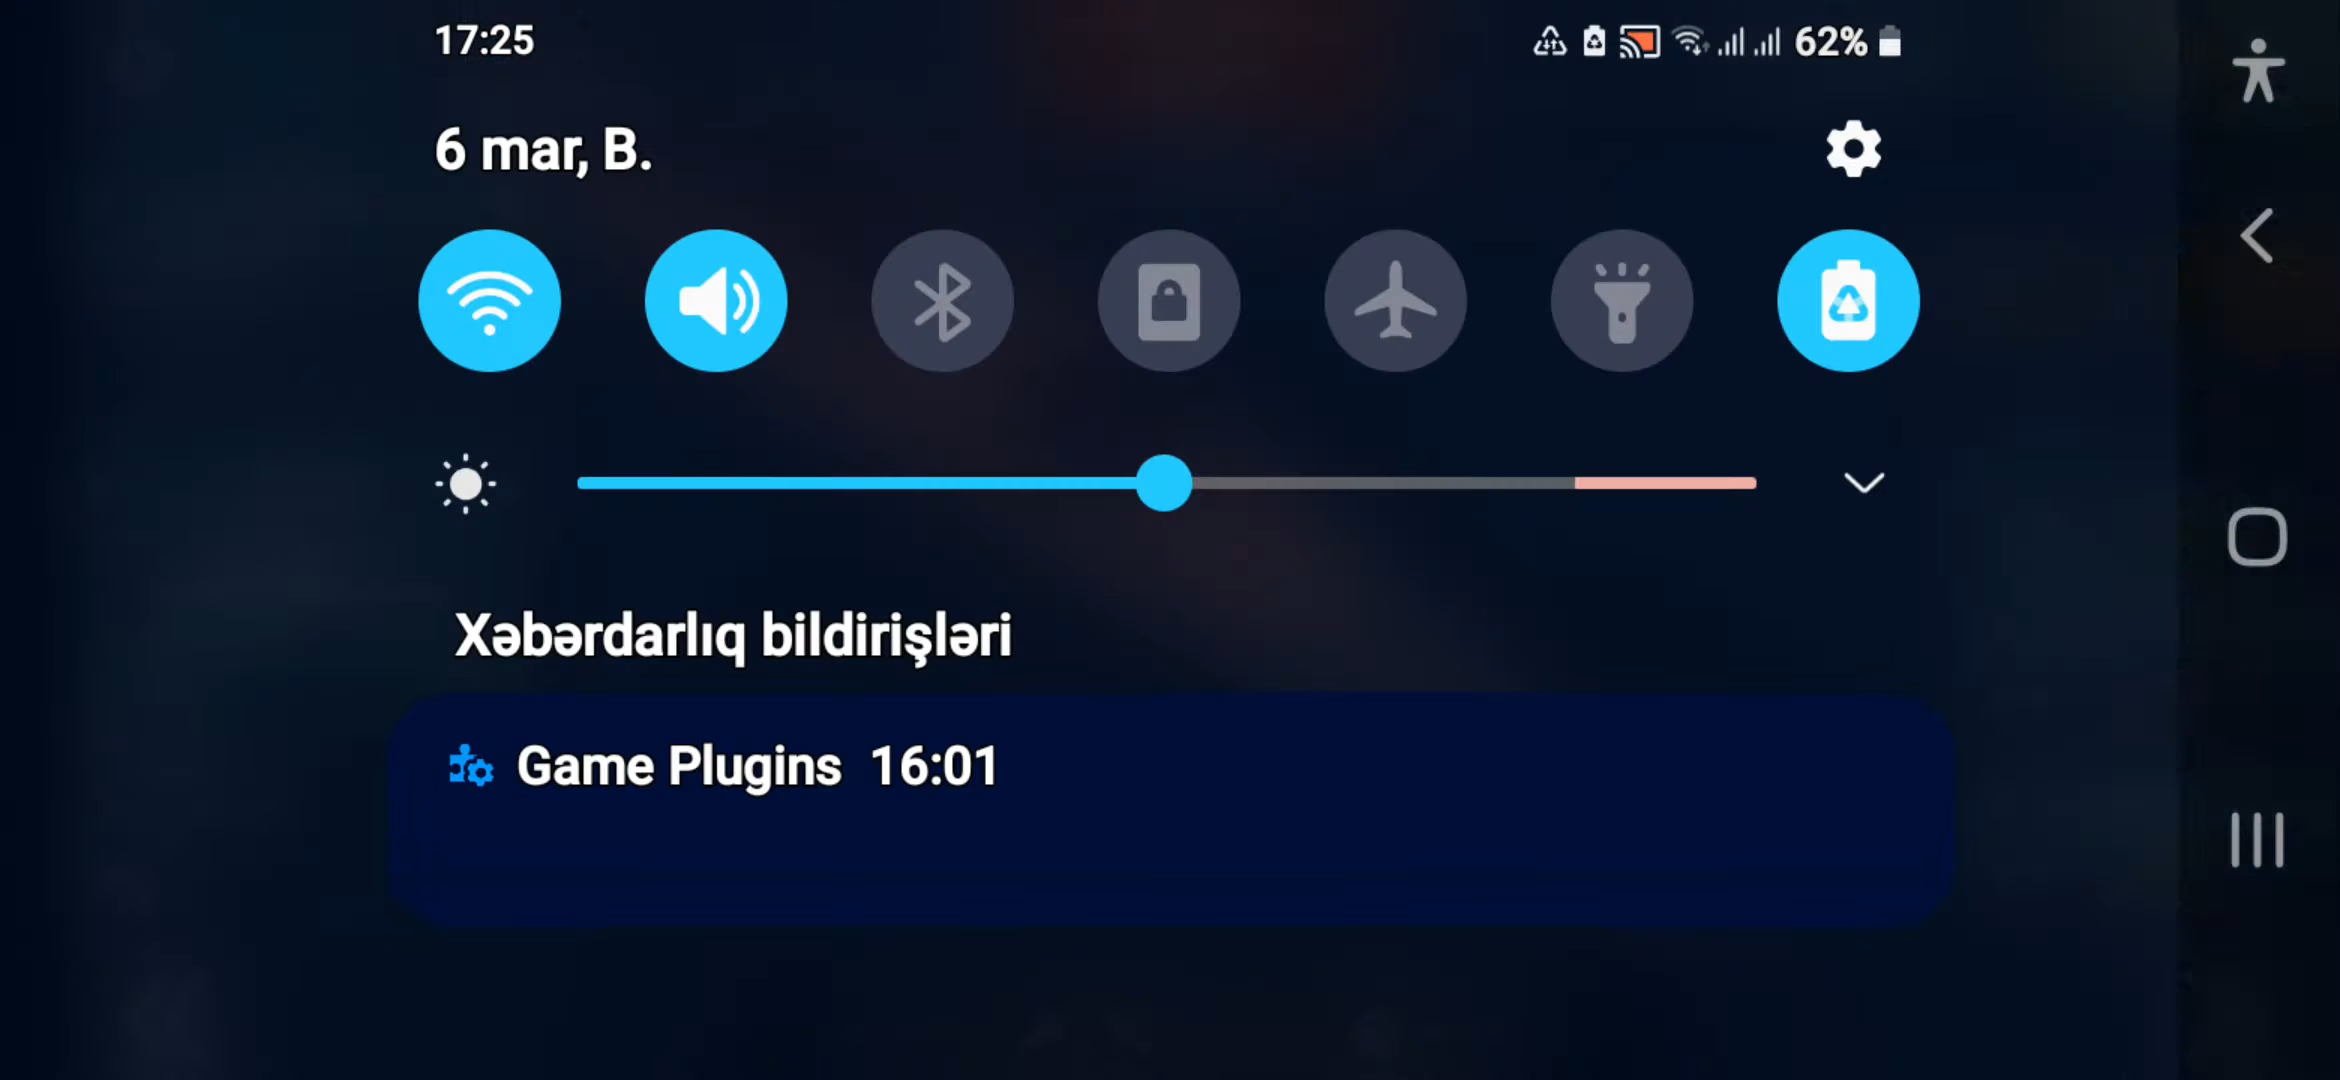 17:25
62%
6 mar, B.
Xəbərdarlıq bildirişləri
Game Plugins 16:01